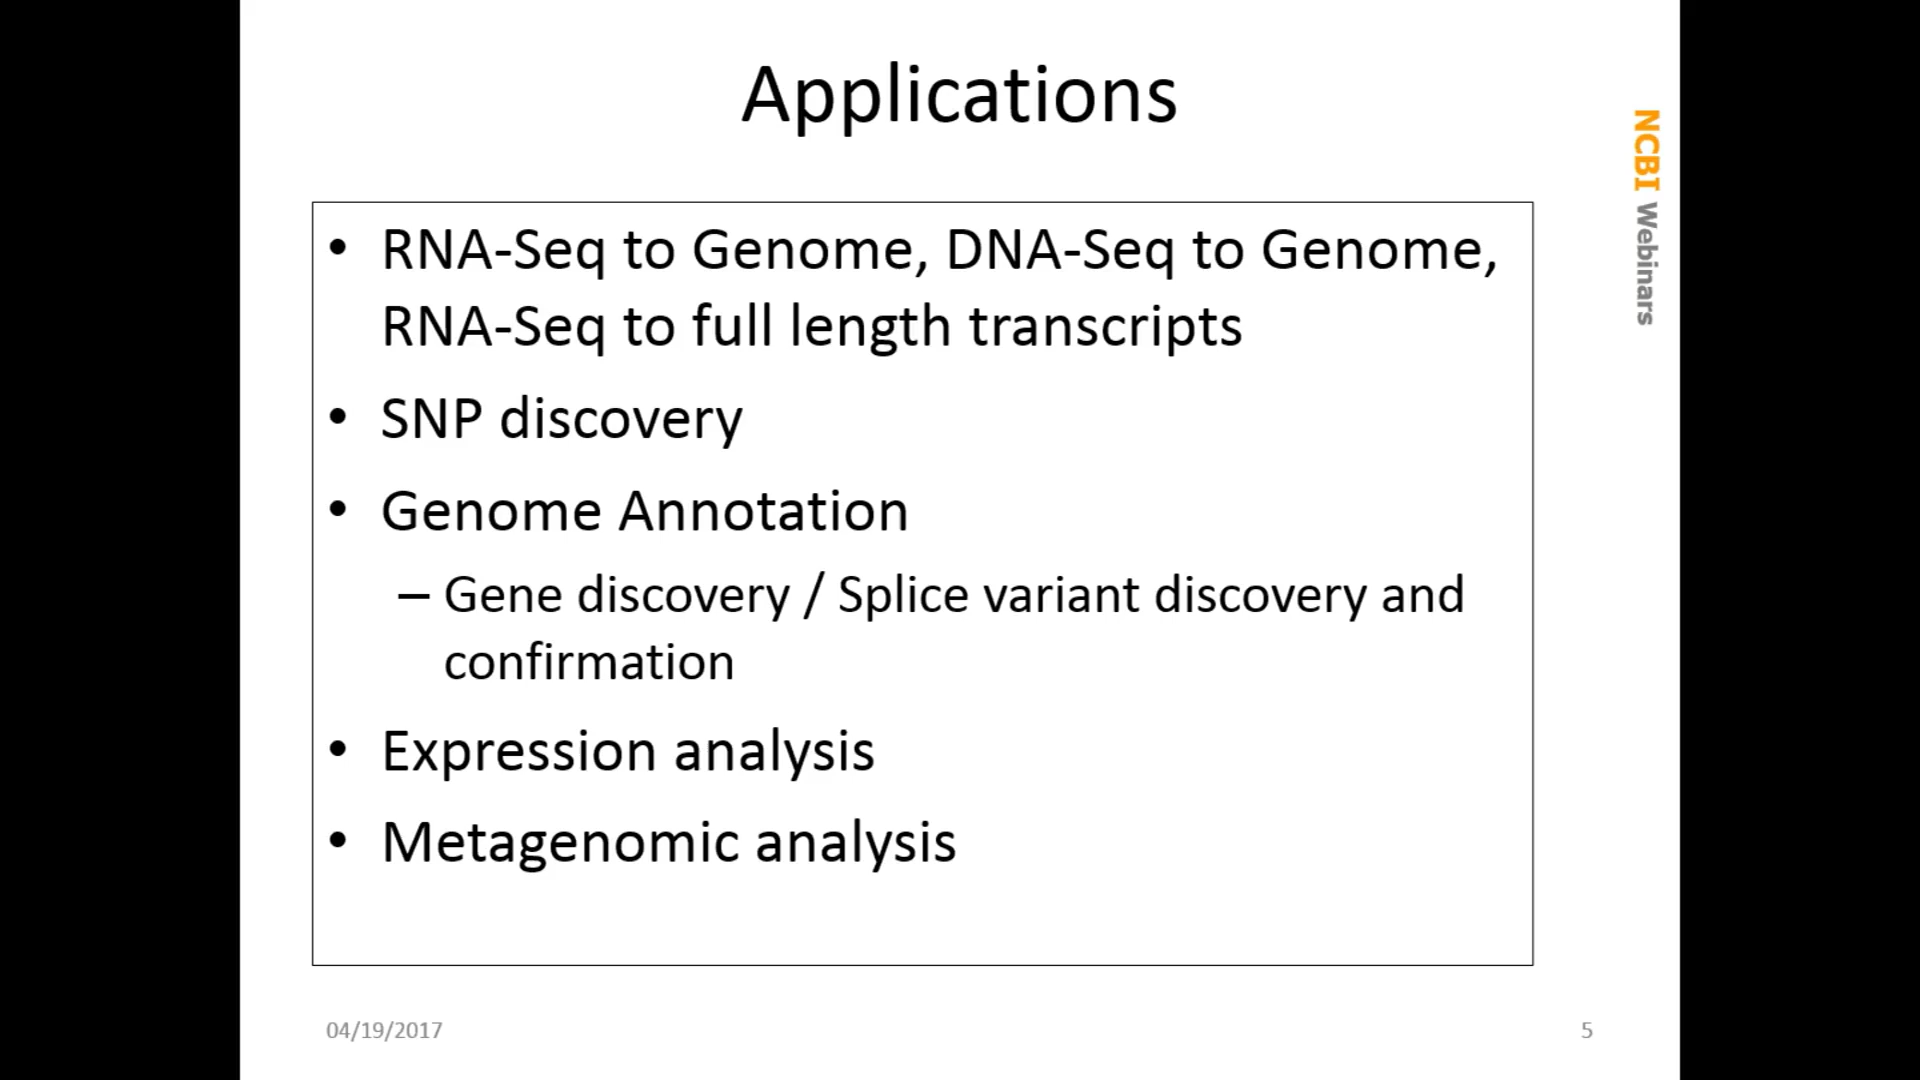 Applications
• RNA-Seq to Genome, DNA-Seq to Genome,
RNA-Seq to full length transcripts
• SNP discovery
• Genome Annotation
– Gene discovery / Splice variant discovery and
confirmation
• Expression analysis
• Metagenomic analysis
NCBI Webinars
04/19/2017
5